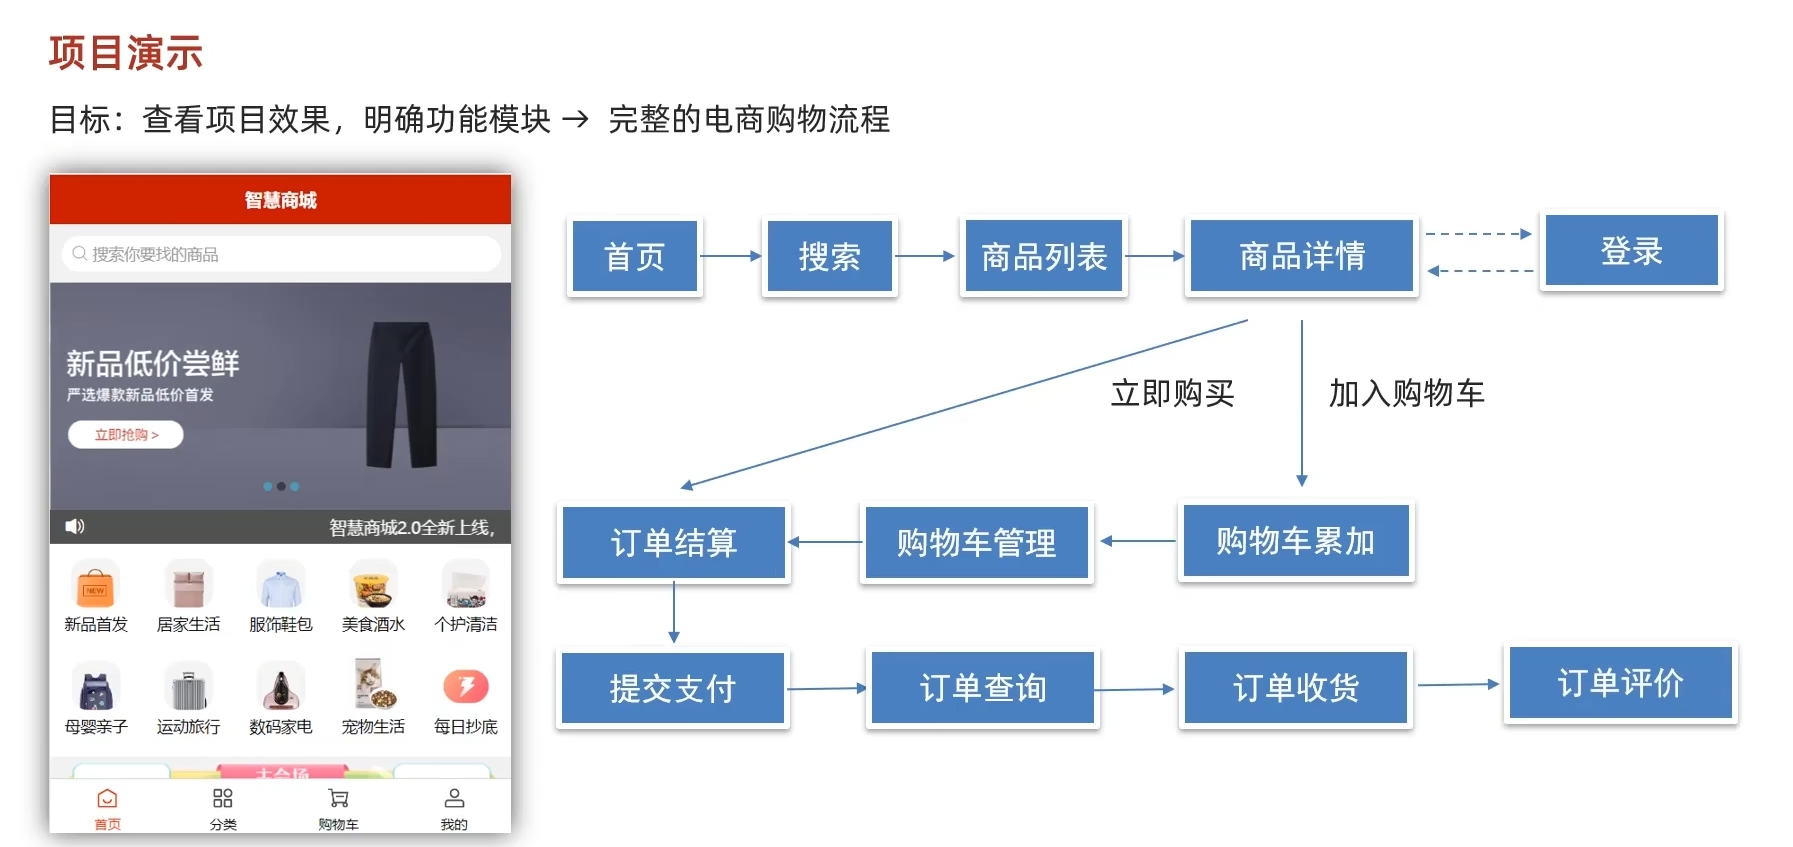 项目演示
目标：查看项目效果，明确功能模块 → 完整的电商购物流程
智慧商城
搜索你要找的商品
新品低价尝鲜
严选爆款新品低价首发
立即抢购 >
智慧商城2.0全新上线，
NEW
新品首发 居家生活 服饰鞋包 美食酒水 个护清洁
母婴亲子 运动旅行 数码家电 宠物生活 每日抄底
主会场
首页 分类 购物车 我的
首页 搜索 商品列表 商品详情 登录
立即购买 加入购物车
订单结算 购物车管理 购物车累加
提交支付 订单查询 订单收货 订单评价